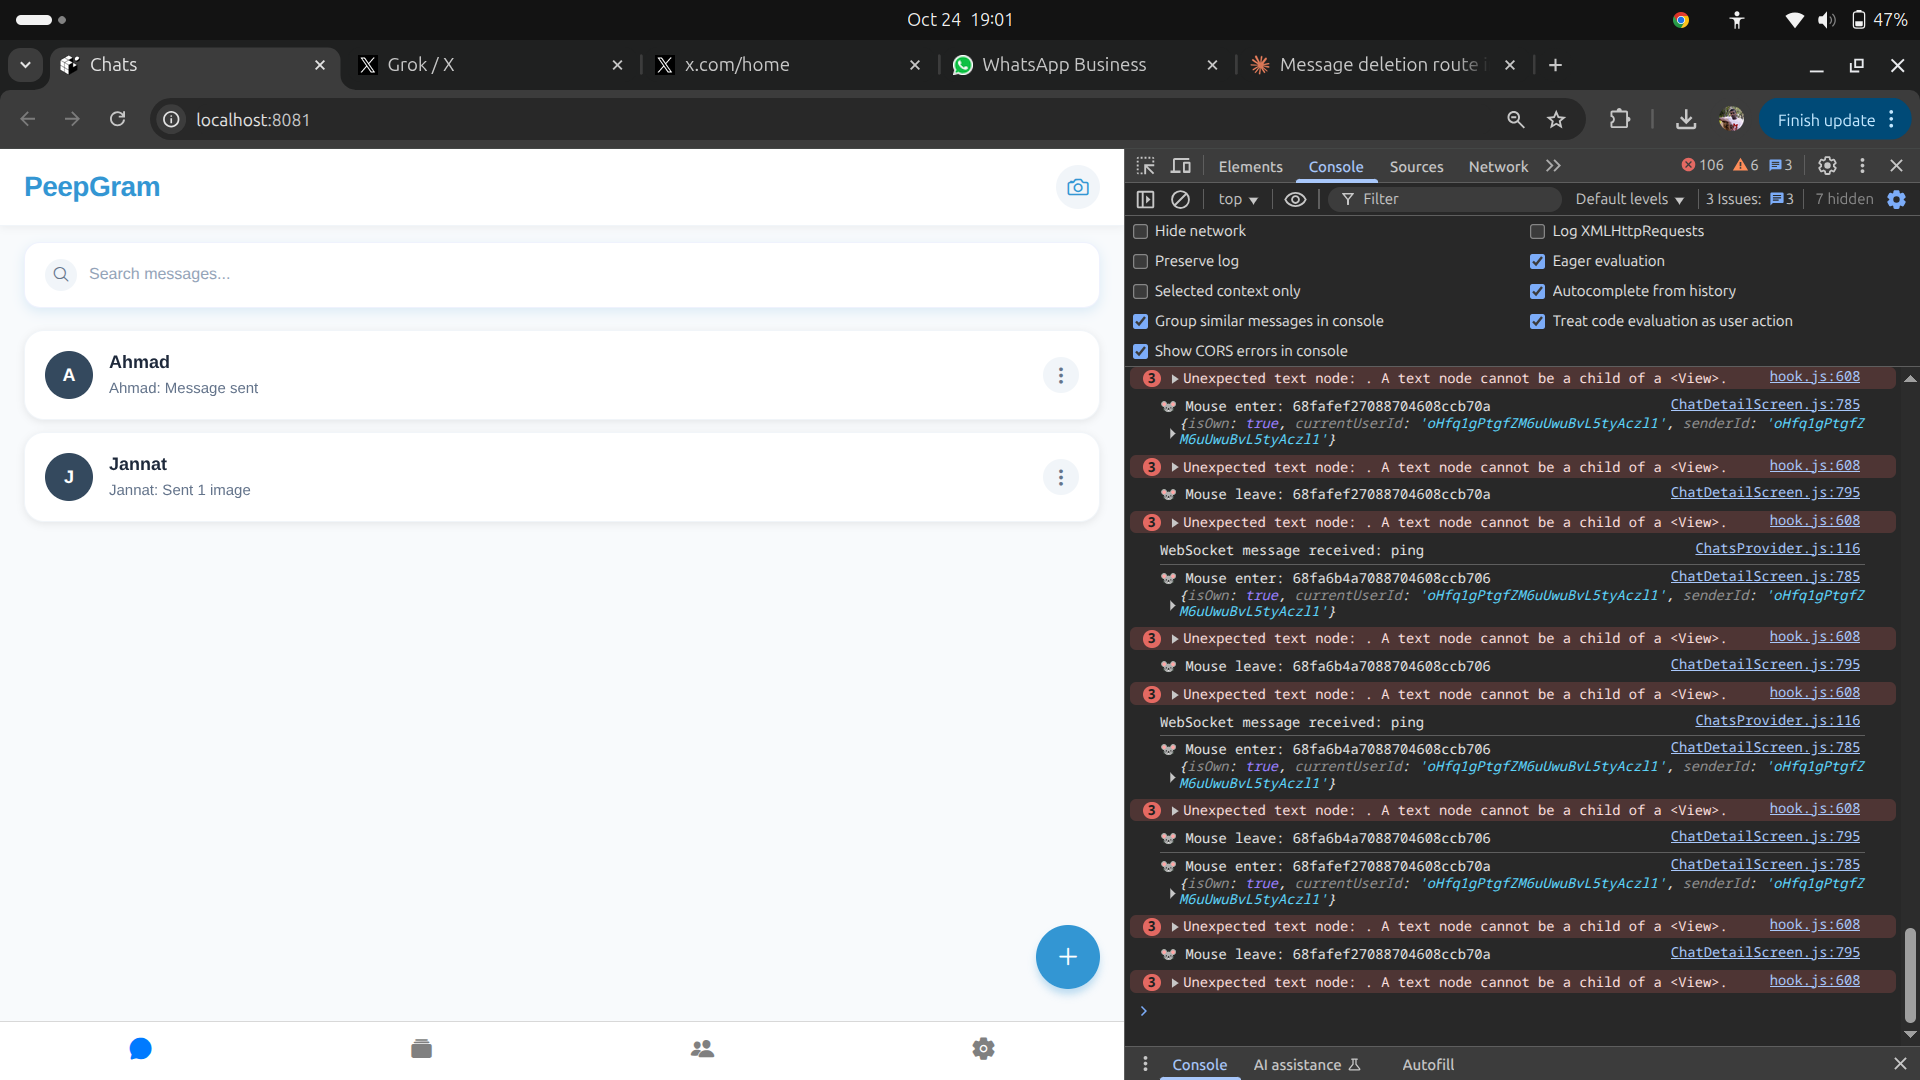 Oct 24 19:01
47%
Chats
Grok / X
x.com/home
WhatsApp Business
Message deletion route i
localhost:8081
Finish update
PeepGram
Search messages...
A
Ahmad
Ahmad: Message sent
J
Jannat
Jannat: Sent 1 image
Elements
Console
Sources
Network
106
6
3
top
Filter
Default levels
3 Issues:
3
7 hidden
Hide network
Log XMLHttpRequests
Preserve log
Eager evaluation
Selected context only
Autocomplete from history
Group similar messages in console
Treat code evaluation as user action
Show CORS errors in console
3 Unexpected text node: . A text node cannot be a child of a <View>. hook.js:608
Mouse enter: 68fafef27088704608ccb70a ChatDetailScreen.js:785
{isOwn: true, currentUserId: 'oHfq1gPtgfZM6uUwuBvL5tyAczl1', senderId: 'oHfq1gPtgfZ
M6uUwuBvL5tyAczl1'}
3 Unexpected text node: . A text node cannot be a child of a <View>. hook.js:608
Mouse leave: 68fafef27088704608ccb70a ChatDetailScreen.js:795
3 Unexpected text node: . A text node cannot be a child of a <View>. hook.js:608
WebSocket message received: ping ChatsProvider.js:116
Mouse enter: 68fa6b4a7088704608ccb706 ChatDetailScreen.js:785
{isOwn: true, currentUserId: 'oHfq1gPtgfZM6uUwuBvL5tyAczl1', senderId: 'oHfq1gPtgfZ
M6uUwuBvL5tyAczl1'}
3 Unexpected text node: . A text node cannot be a child of a <View>. hook.js:608
Mouse leave: 68fa6b4a7088704608ccb706 ChatDetailScreen.js:795
3 Unexpected text node: . A text node cannot be a child of a <View>. hook.js:608
WebSocket message received: ping ChatsProvider.js:116
Mouse enter: 68fa6b4a7088704608ccb706 ChatDetailScreen.js:785
{isOwn: true, currentUserId: 'oHfq1gPtgfZM6uUwuBvL5tyAczl1', senderId: 'oHfq1gPtgfZ
M6uUwuBvL5tyAczl1'}
3 Unexpected text node: . A text node cannot be a child of a <View>. hook.js:608
Mouse leave: 68fa6b4a7088704608ccb706 ChatDetailScreen.js:795
Mouse enter: 68fafef27088704608ccb70a ChatDetailScreen.js:785
{isOwn: true, currentUserId: 'oHfq1gPtgfZM6uUwuBvL5tyAczl1', senderId: 'oHfq1gPtgfZ
M6uUwuBvL5tyAczl1'}
3 Unexpected text node: . A text node cannot be a child of a <View>. hook.js:608
Mouse leave: 68fafef27088704608ccb70a ChatDetailScreen.js:795
3 Unexpected text node: . A text node cannot be a child of a <View>. hook.js:608
Console
AI assistance
Autofill